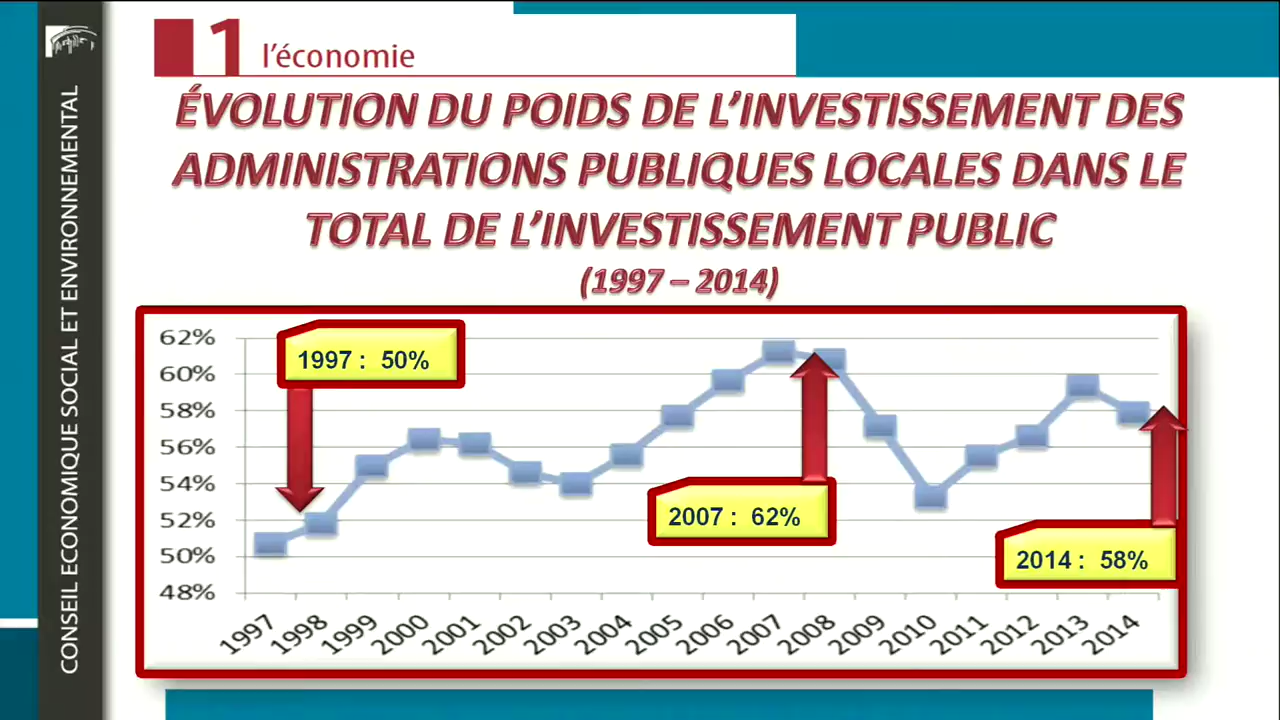 1 l'économie
ÉVOLUTION DU POIDS DE L'INVESTISSEMENT DES
ADMINISTRATIONS PUBLIQUES LOCALES DANS LE
TOTAL DE L'INVESTISSEMENT PUBLIC
(1997 – 2014)
CONSEIL ECONOMIQUE SOCIAL ET ENVIRONNEMENTAL
62%
60%
58%
56%
54%
52%
50%
48%
1997 : 50%
2007 : 62%
2014 : 58%
1997 1998 1999 2000 2001 2002 2003 2004 2005 2006 2007 2008 2009 2010 2011 2012 2013 2014